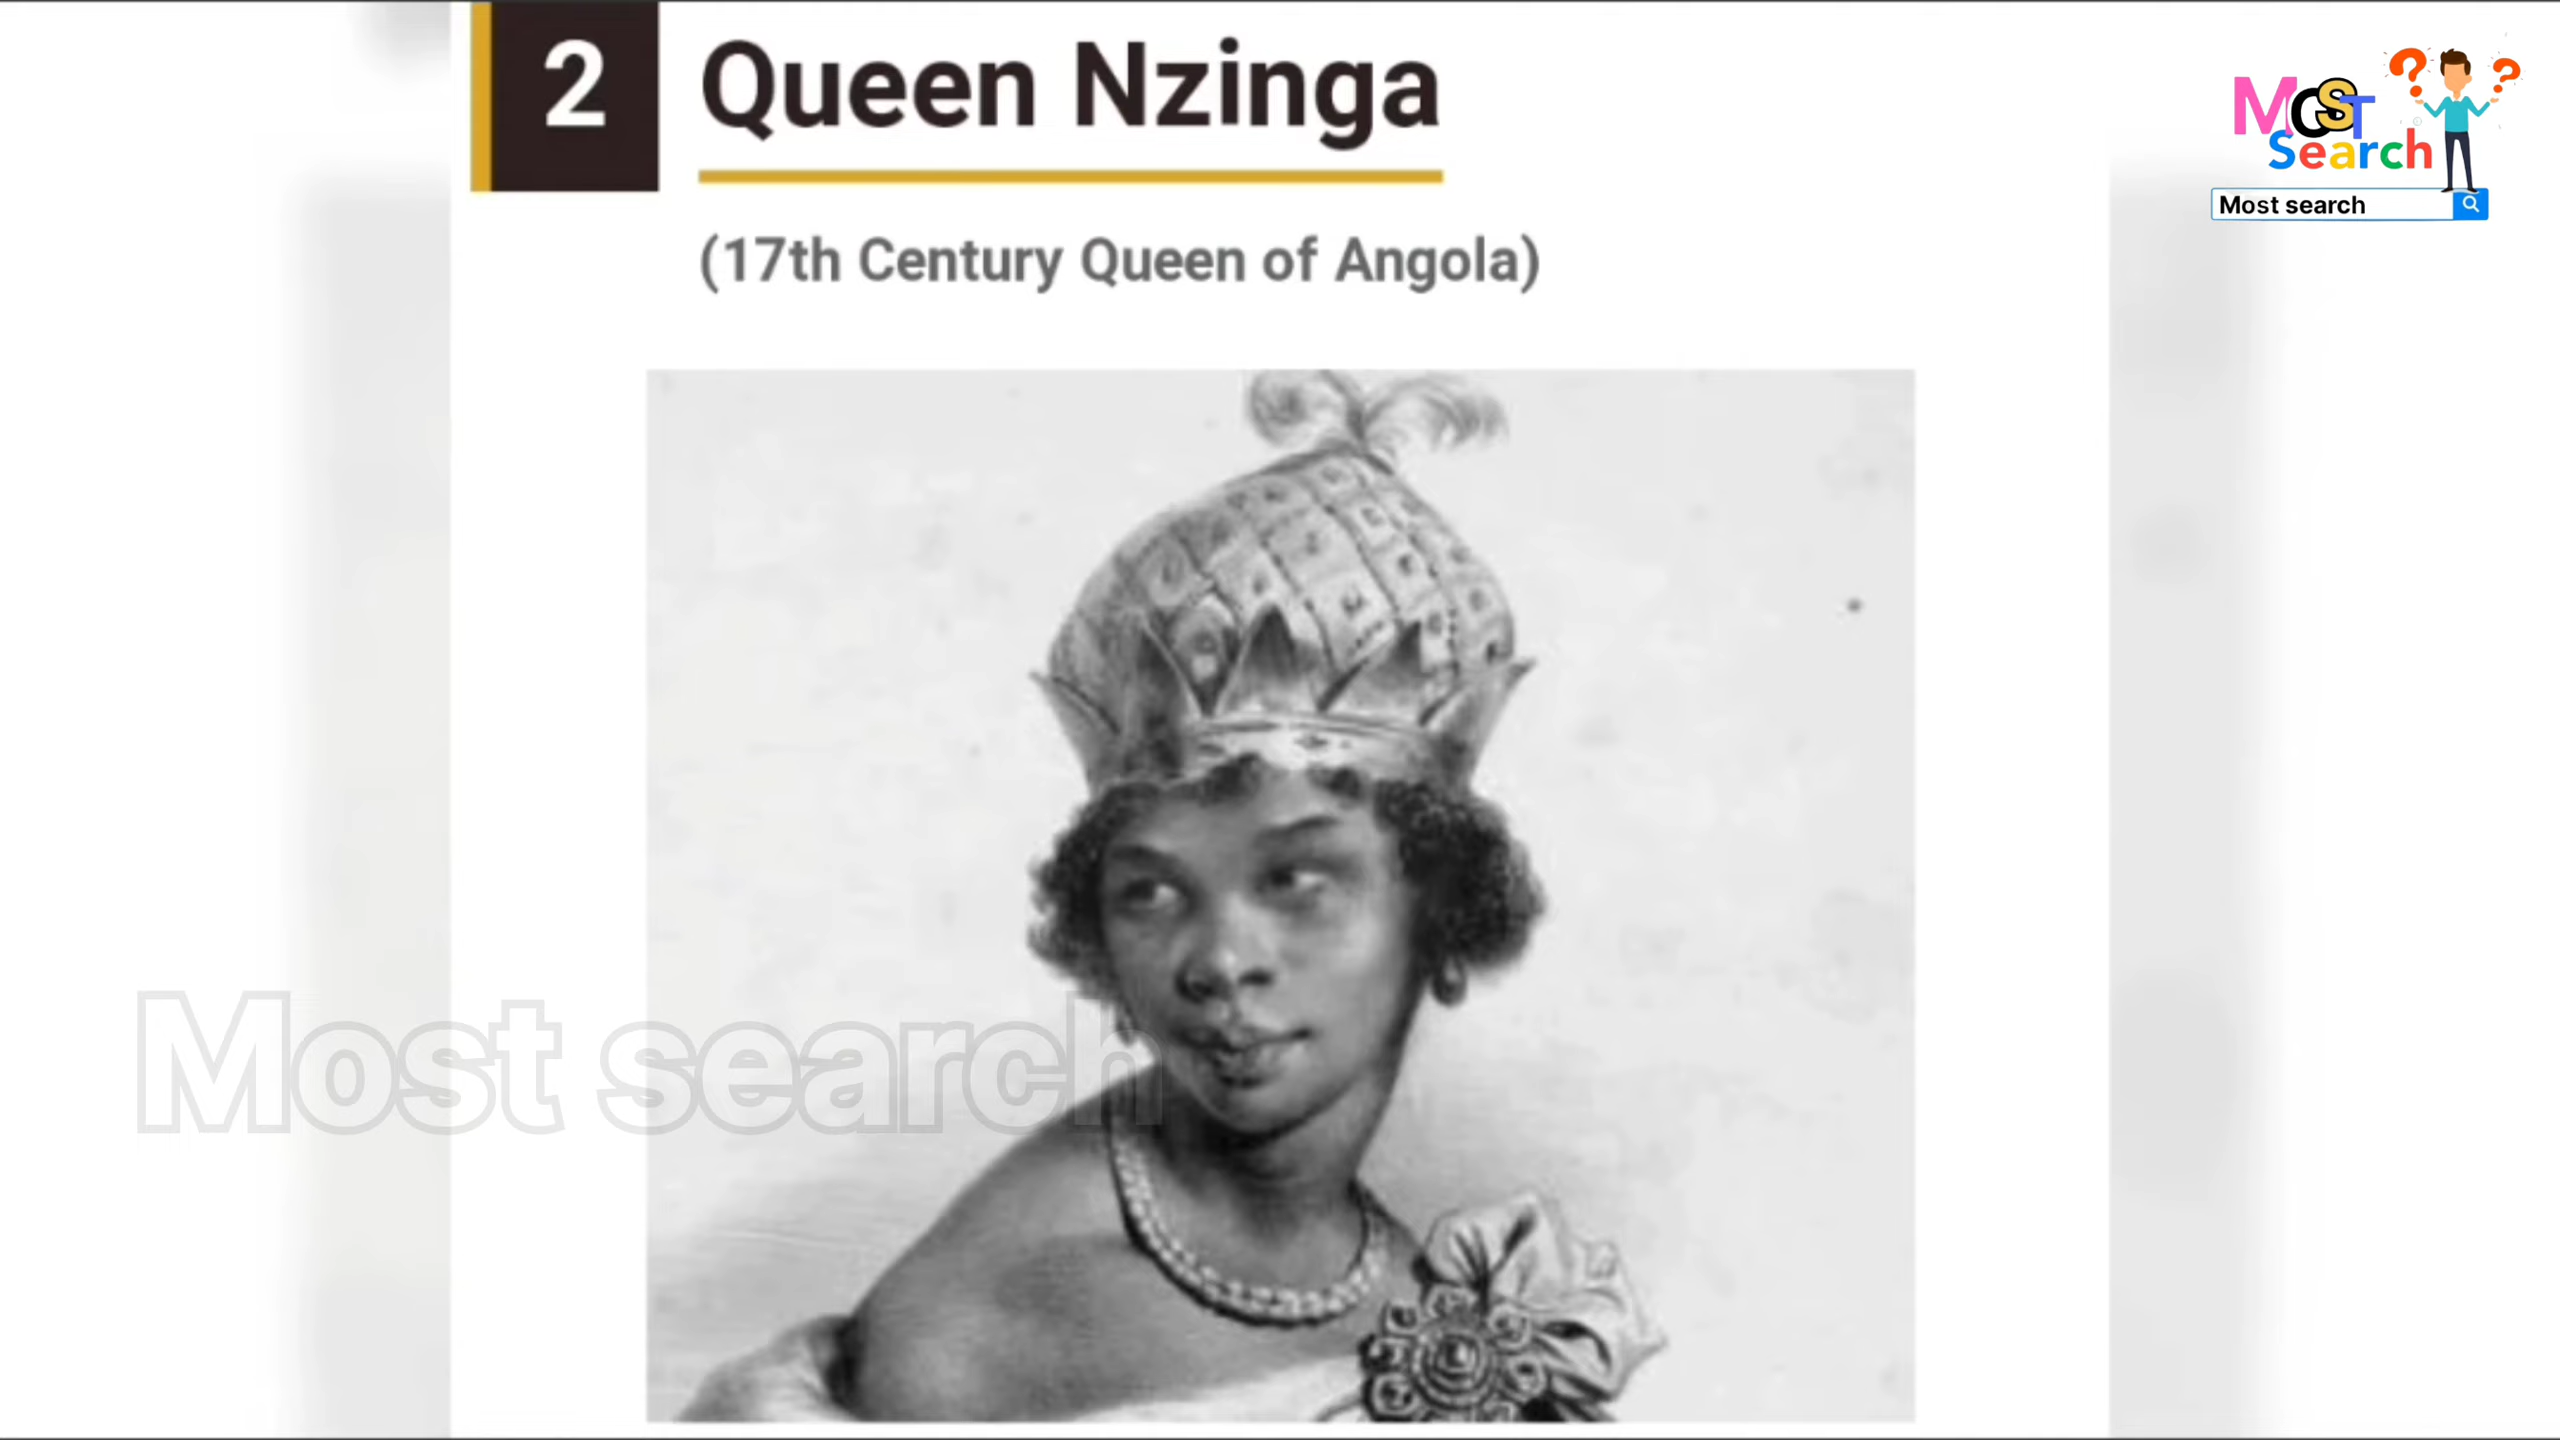 2 Queen Nzinga
(17th Century Queen of Angola)
MOST
Search
Most search
Most search